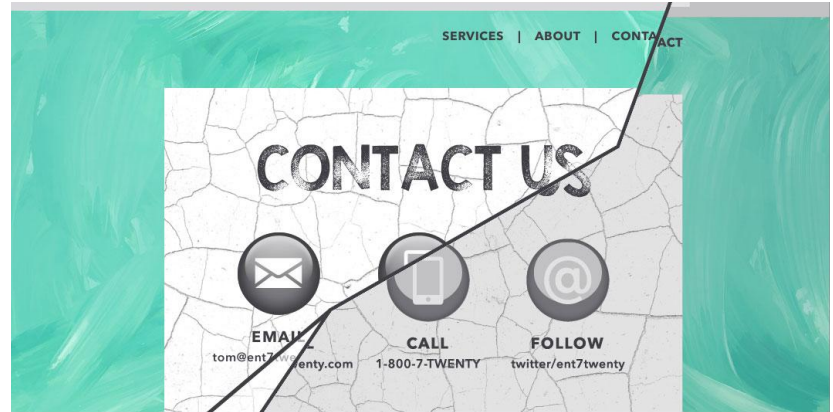 SERVICES | ABOUT | CONTACT
CONTACT US
EMAIL CALL FOLLOW
tom@ent7twenty.com 1-800-7-TWENTY twitter/ent7twenty